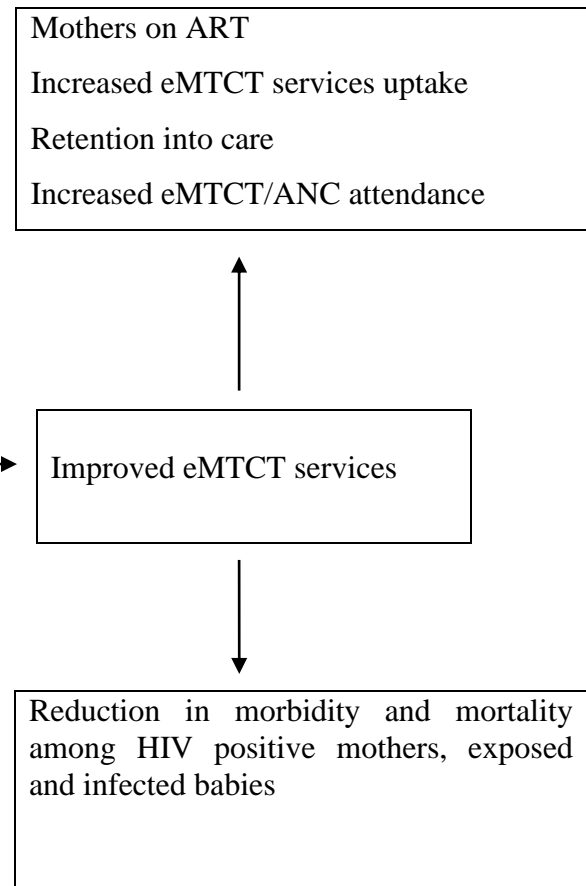 Mothers on ART
Increased eMTCT services uptake
Retention into care
Increased eMTCT/ANC attendance
Improved eMTCT services
Reduction in morbidity and mortality
among HIV positive mothers, exposed
and infected babies